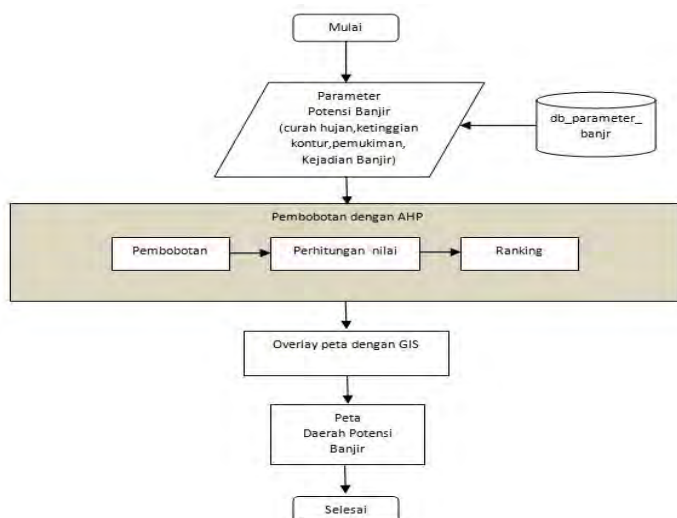 Mulai
Parameter
Potensi Banjir
(curah hujan,ketinggian
kontur,pemukiman,
Kejadian Banjir)
db_parameter_
banjr
Pembobotan dengan AHP
Pembobotan
Perhitungan nilai
Ranking
Overlay peta dengan GIS
Peta
Daerah Potensi
Banjir
Selesai